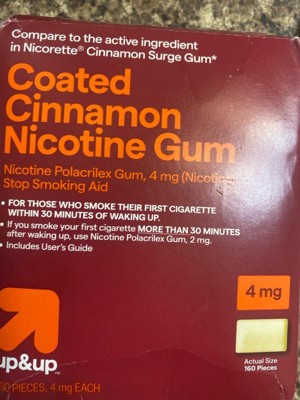 Compare to the active ingredient
in Nicorette® Cinnamon Surge Gum*
Coated
Cinnamon
Nicotine Gum
Nicotine Polacrilex Gum, 4 mg
Stop Smoking Aid
• FOR THOSE WHO SMOKE THEIR FIRST CIGARETTE
WITHIN 30 MINUTES OF WAKING UP.
• If you smoke your first cigarette MORE THAN 30 MINUTES
after waking up, use Nicotine Polacrilex Gum, 2 mg.
• Includes User's Guide
4 mg
Actual Size
160 Pieces
up&up™
PIECES, 4 mg EACH